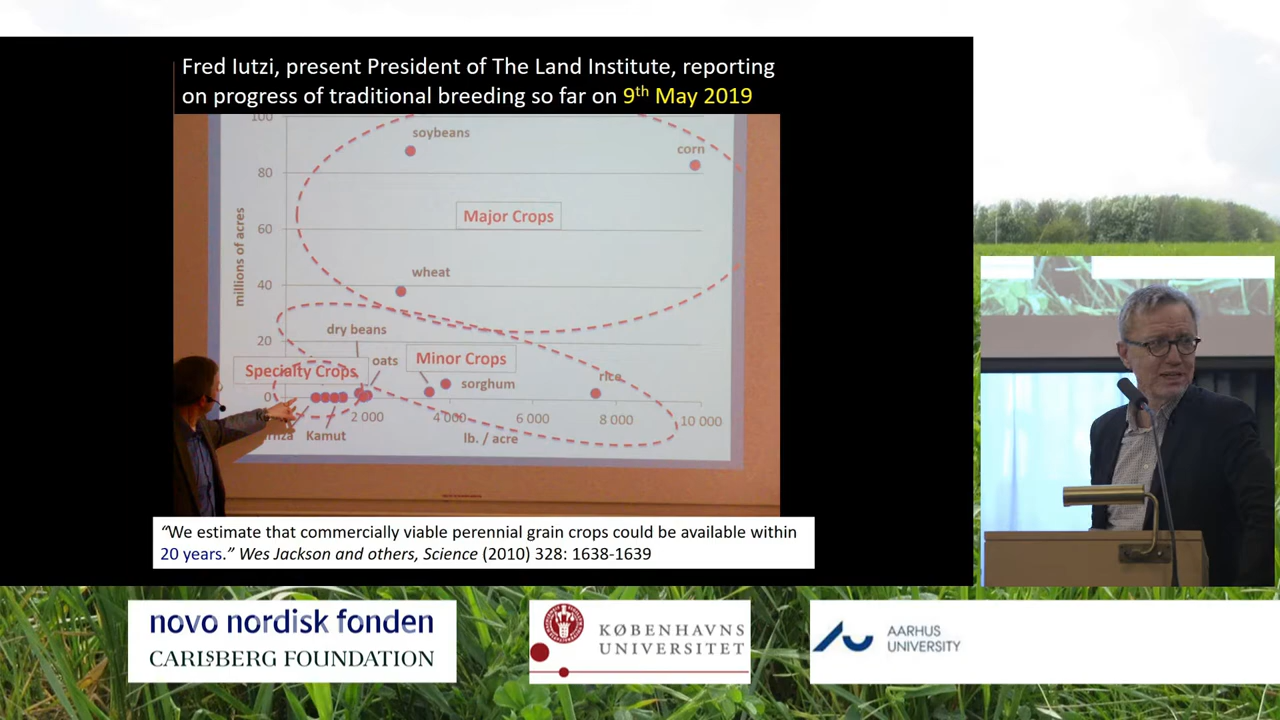 Fred Iutzi, present President of The Land Institute, reporting
on progress of traditional breeding so far on 9th May 2019
100
soybeans
corn
80
Major Crops
60
millions of acres
wheat
40
dry beans
20
oats
Minor Crops
Specialty Crops
sorghum
rice
0
2 000
4 000
6 000
8 000
10 000
Kamut
lb. / acre
“We estimate that commercially viable perennial grain crops could be available within
20 years.” Wes Jackson and others, Science (2010) 328: 1638-1639
novo nordisk fonden
CARLSBERG FOUNDATION
KØBENHAVNS
UNIVERSITET
AARHUS
UNIVERSITY